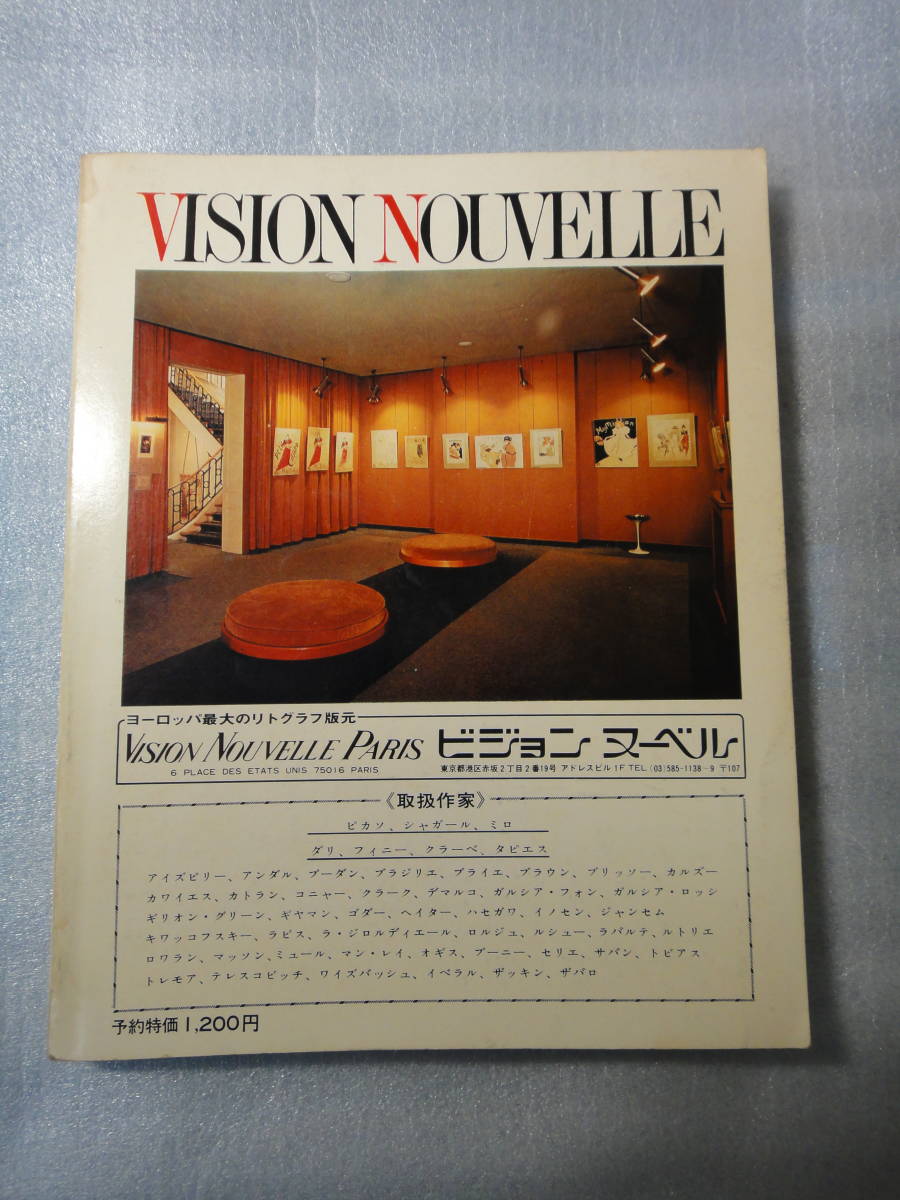 VISION NOUVELLE
ヨーロッパ最大のリトグラフ版元
VISION NOUVELLE PARIS
6 PLACE DES ETATS UNIS 75016 PARIS
ビジョン ヌーベル
東京都港区赤坂2丁目2番19号 アドレスビル1F TEL (03)585-1138~9 〒107
《取扱作家》
ピカソ、シャガール、ミロ
ダリ、フィニー、クラーベ、タピエス
アイズピリー、アンダル、ブーダン、ブラジリエ、ブライエ、ブラウン、ブリッソー、カルズー
カワイエス、カトラン、コニャー、クラーク、デマルコ、ガルシア・フォン、ガルシア・ロッシ
ギリオン・グリーン、ギヤマン、ゴダー、ヘイター、ハセガワ、イノセン、ジャンセム
キワッコフスキー、ラピス、ラ・ジロルディエール、ロルジュ、ルシュー、ラバルテ、ルトリエ
ロワラン、マッソン、ミュール、マン・レイ、オギス、プーニー、セリエ、サバン、トビアス
トレモア、テレスコビッチ、ワイズバッシュ、イベラル、ザッキン、ザバロ
予約特価1,200円